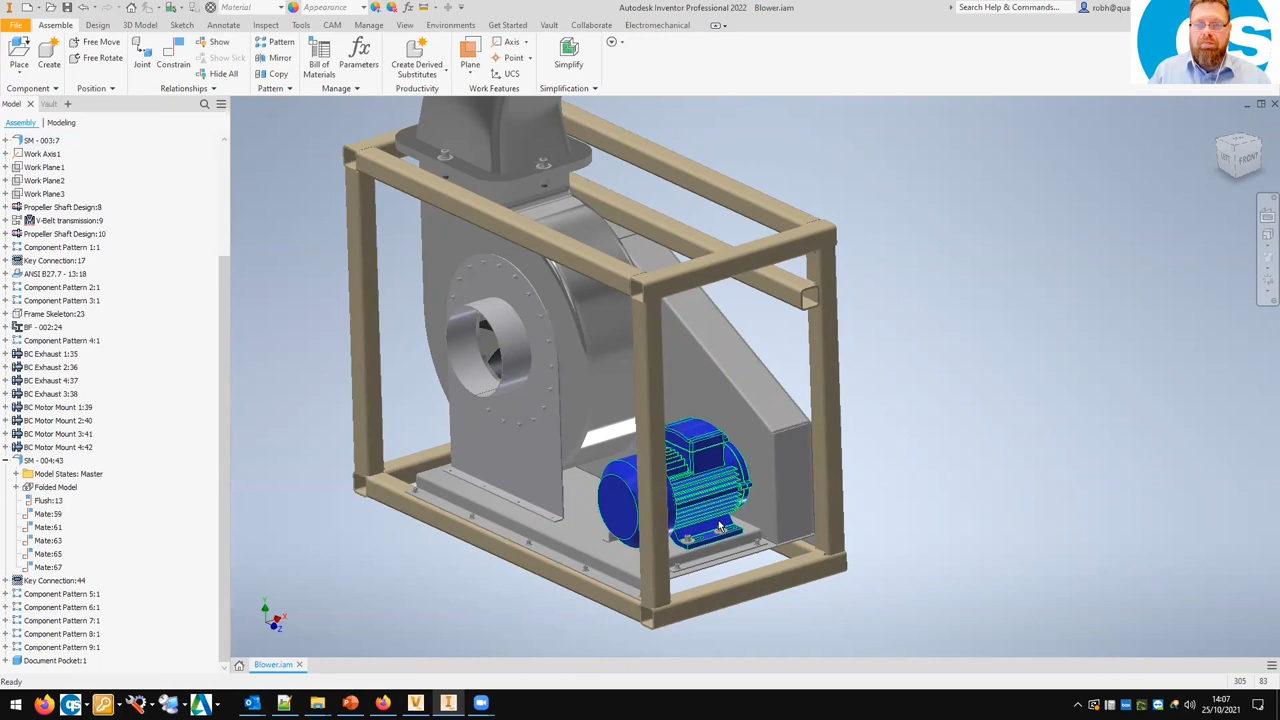 Material
Appearance
Autodesk Inventor Professional 2022 Blower.iam
Search Help & Commands...
robh@qua
File Assemble Design 3D Model Sketch Annotate Inspect Tools CAM Manage View Environments Get Started Vault Collaborate Electromechanical
Place
Create
Free Move
Free Rotate
Joint
Constrain
Show
Show Sick
Hide All
Pattern
Mirror
Copy
Bill of Materials
Parameters
Create Derived Substitutes
Plane
Axis
Point
UCS
Simplify
Component Position Relationships Pattern Manage Productivity Work Features Simplification
Model Vault
Assembly Modeling
SM - 003:7
Work Axis1
Work Plane1
Work Plane2
Work Plane3
Propeller Shaft Design:8
V-Belt transmission:9
Propeller Shaft Design:10
Component Pattern 1:1
Key Connection:17
ANSI B27.7 - 13:18
Component Pattern 2:1
Component Pattern 3:1
Frame Skeleton:23
BF - 002:24
Component Pattern 4:1
BC Exhaust 1:35
BC Exhaust 2:36
BC Exhaust 4:37
BC Exhaust 3:38
BC Motor Mount 1:39
BC Motor Mount 2:40
BC Motor Mount 3:41
BC Motor Mount 4:42
SM - 004:43
Model States: Master
Folded Model
Flush:13
Mate:59
Mate:61
Mate:63
Mate:65
Mate:67
Key Connection:44
Component Pattern 5:1
Component Pattern 6:1
Component Pattern 7:1
Component Pattern 8:1
Component Pattern 9:1
Document Pocket:1
LEFT FRONT
Y
X
Z
Blower.iam
Ready
305 83
14:07
25/10/2021